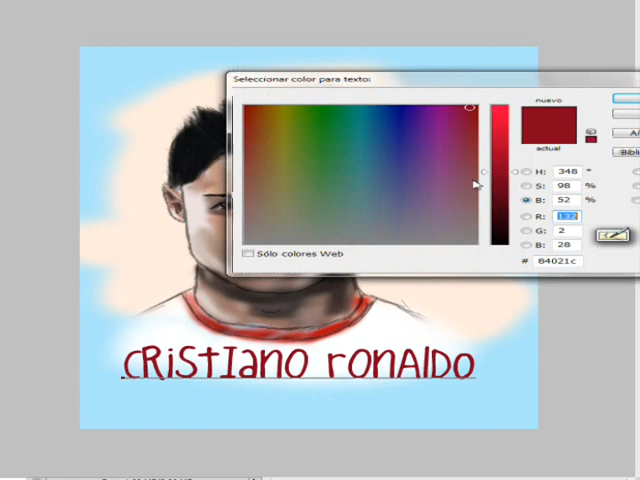 Seleccionar color para texto:
nuevo
actual
H: 348 °
S: 98 %
B: 52 %
R: 132
G: 2
B: 28
# 84021c
Sólo colores Web
CRiSTIANO RONALDO